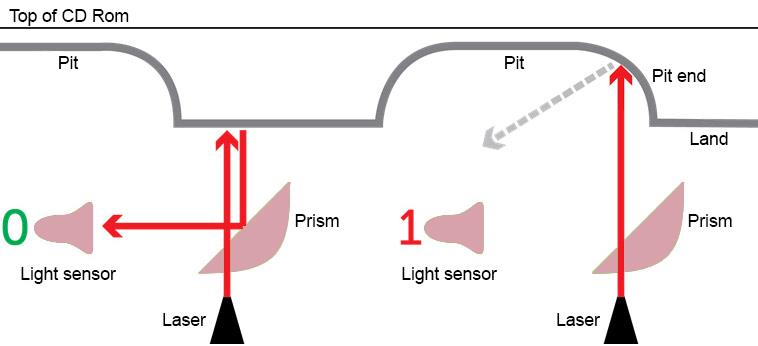 Top of CD Rom
Pit
Pit
Pit end
Land
0
Prism
1
Prism
Light sensor
Light sensor
Laser
Laser